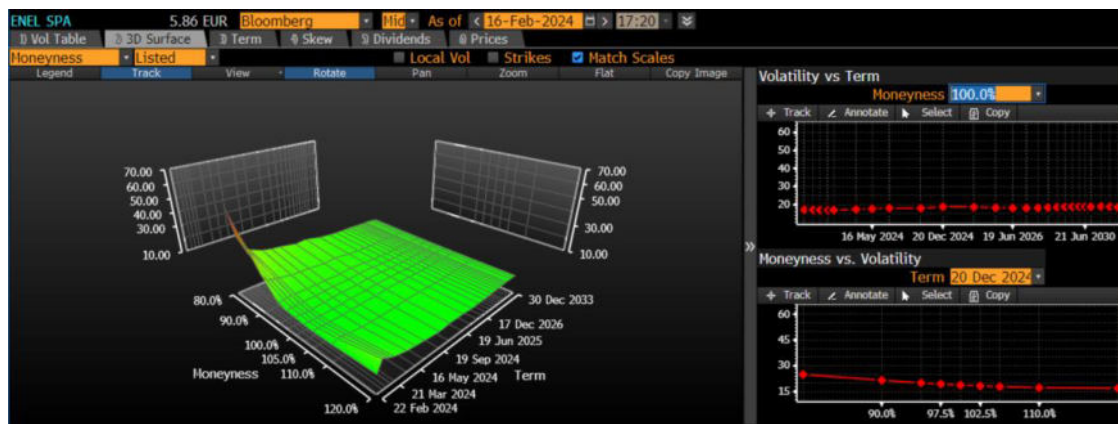 ENEL SPA 5.86 EUR Bloomberg Mid As of < 16-Feb-2024 > 17:20
1) Vol Table 2) 3D Surface 3) Term 4) Skew 5) Dividends 6) Prices
Moneyness Listed Local Vol Strikes Match Scales
Legend Track View Rotate Pan Zoom Flat Copy Image
70.00
60.00
50.00
40.00
30.00
10.00
70.00
60.00
50.00
30.00
10.00
80.0%
90.0%
100.0%
105.0%
110.0%
120.0%
Moneyness
30 Dec 2033
17 Dec 2026
19 Jun 2025
19 Sep 2024
16 May 2024
21 Mar 2024
22 Feb 2024
Term
»
Volatility vs Term
Moneyness 100.0%
Track Annotate Select Copy
60
50
40
30
20
16 May 2024 20 Dec 2024 19 Jun 2026 21 Jun 2030
Moneyness vs. Volatility
Term 20 Dec 2024
Track Annotate Select Copy
60
45
30
15
90.0% 97.5% 102.5% 110.0%